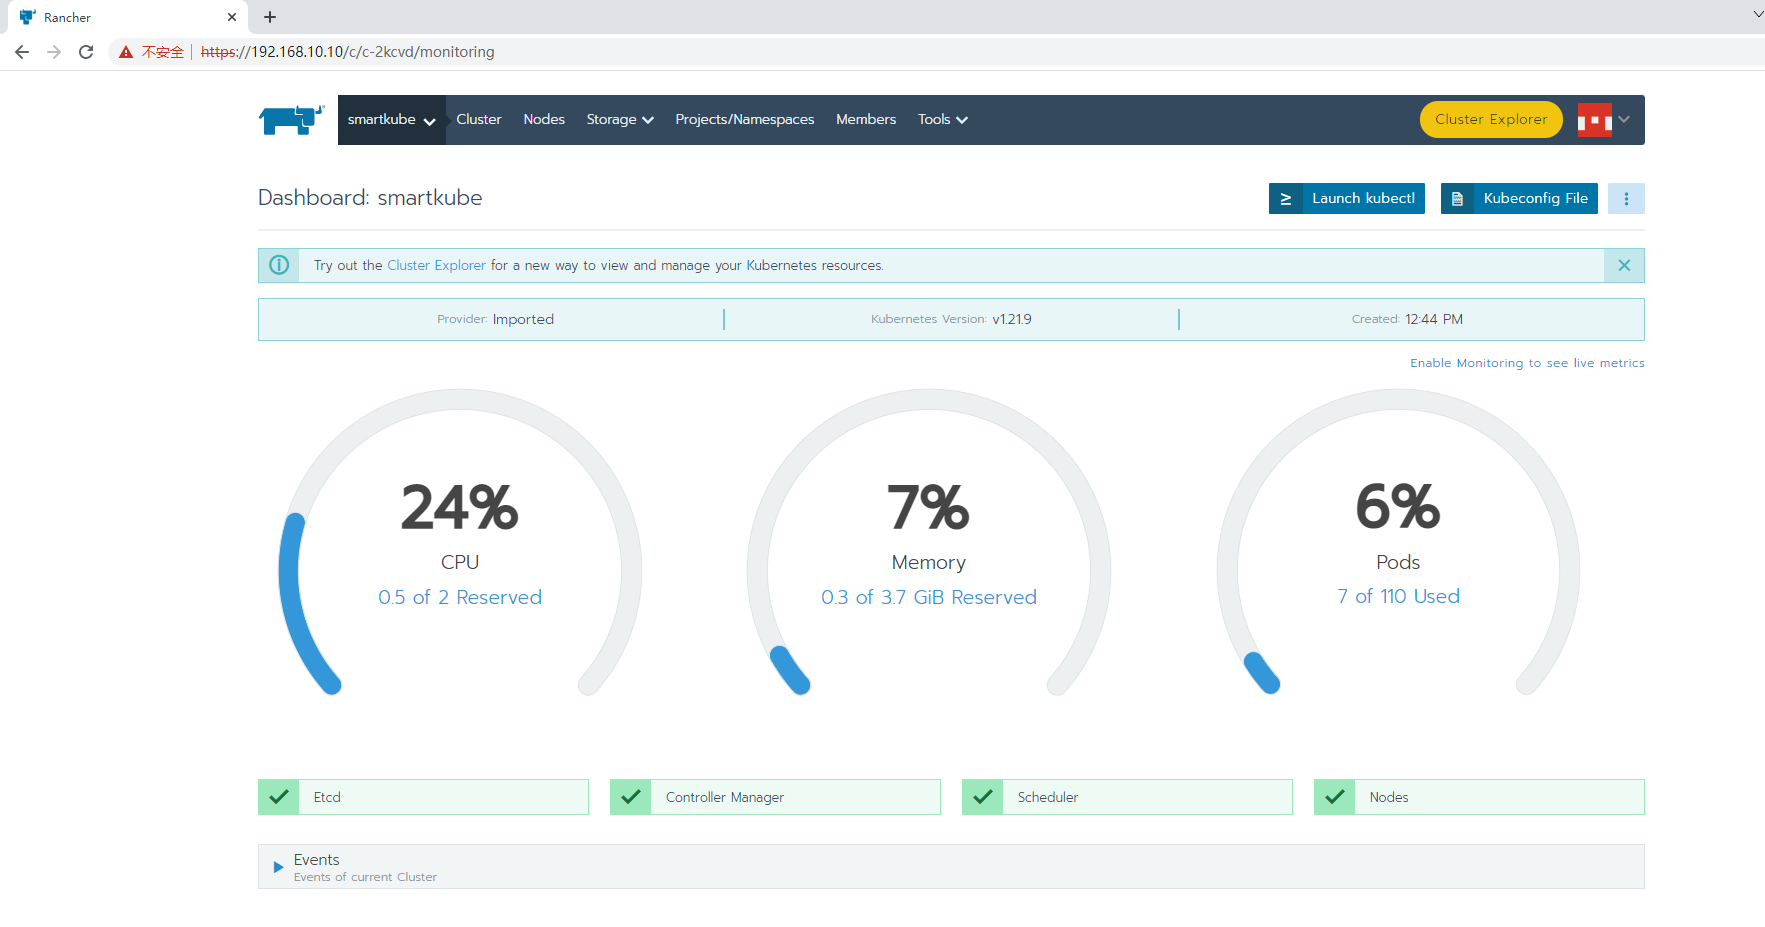 Rancher
不安全 https://192.168.10.10/c/c-2kcvd/monitoring
smartkube Cluster Nodes Storage Projects/Namespaces Members Tools Cluster Explorer
Dashboard: smartkube
Launch kubectl Kubeconfig File
Try out the Cluster Explorer for a new way to view and manage your Kubernetes resources.
Provider: Imported Kubernetes Version: v1.21.9 Created: 12:44 PM
Enable Monitoring to see live metrics
24%
CPU
0.5 of 2 Reserved
7%
Memory
0.3 of 3.7 GiB Reserved
6%
Pods
7 of 110 Used
Etcd
Controller Manager
Scheduler
Nodes
Events
Events of current Cluster